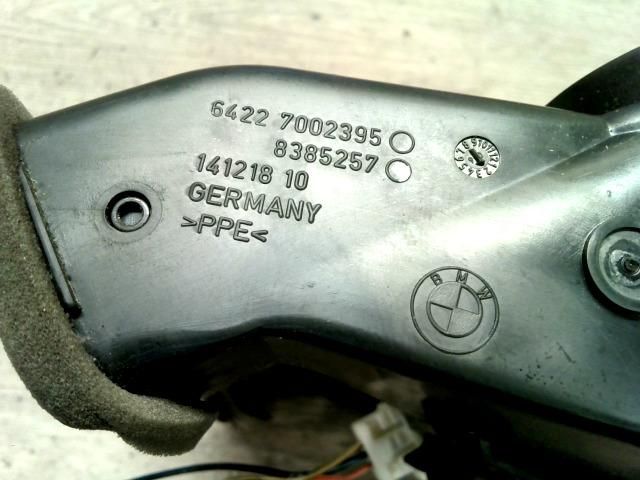 6422 7002395
8385257
141218 10
GERMANY
>PPE<
BMW